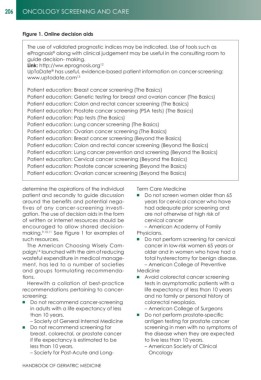 206 ONCOLOGY SCREENING AND CARE
Figure 1. Online decision aids
The use of validated prognostic indices may be indicated. Use of tools such as
ePrognosis® along with clinical judgement may be useful in the consulting room to
guide decision-making.
Link: http://ww.eprognosis.org¹²
UpToDate® has useful, evidence-based patient information on cancer-screening:
www.uptodate.com¹³
Patient education: Breast cancer screening (The Basics)
Patient education: Genetic testing for breast and ovarian cancer (The Basics)
Patient education: Colon and rectal cancer screening (The Basics)
Patient education: Prostate cancer screening (PSA tests) (The Basics)
Patient education: Pap tests (The Basics)
Patient education: Lung cancer screening (The Basics)
Patient education: Ovarian cancer screening (The Basics)
Patient education: Breast cancer screening (Beyond the Basics)
Patient education: Colon and rectal cancer screening (Beyond the Basics)
Patient education: Lung cancer prevention and screening (Beyond the Basics)
Patient education: Cervical cancer screening (Beyond the Basics)
Patient education: Prostate cancer screening (Beyond the Basics)
Patient education: Ovarian cancer screening (Beyond the Basics)
determine the aspirations of the individual
patient and secondly to guide discussion
around the benefits and potential nega-
tives of any cancer-screening investi-
gation. The use of decision aids in the form
of written or internet resources should be
encouraged to allow shared decision-
making. See Figure 1 for examples of
such resources.
The American Choosing Wisely Cam-
paign, launched with the aim of reducing
wasteful expenditure in medical manage-
ment, has led to a number of societies
and groups formulating recommenda-
tions.
Herewith a collation of best-practice
recommendations pertaining to cancer-
screening:
■ Do not recommend cancer-screening
in adults with a life expectancy of less
than 10 years.
– Society of General Internal Medicine
■ Do not recommend screening for
breast, colorectal, or prostate cancer
if life expectancy is estimated to be
less than 10 years.
– Society for Post-Acute and Long-
Term Care Medicine
■ Do not screen women older than 65
years for cervical cancer who have
had adequate prior screening and
are not otherwise at high risk of
cervical cancer
– American Academy of Family
Physicians.
■ Do not perform screening for cervical
cancer in low-risk women 65 years or
older and in women who have had a
total hysterectomy for benign disease.
– American College of Preventive
Medicine
■ Avoid colorectal cancer screening
tests in asymptomatic patients with a
life expectancy of less than 10 years
and no family or personal history of
colorectal neoplasia.
– American College of Surgeons
■ Do not perform prostate-specific
antigen testing for prostate cancer
screening in men with no symptoms of
the disease when they are expected
to live less than 10 years.
– American Society of Clinical
Oncology
HANDBOOK OF GERIATRIC MEDICINE